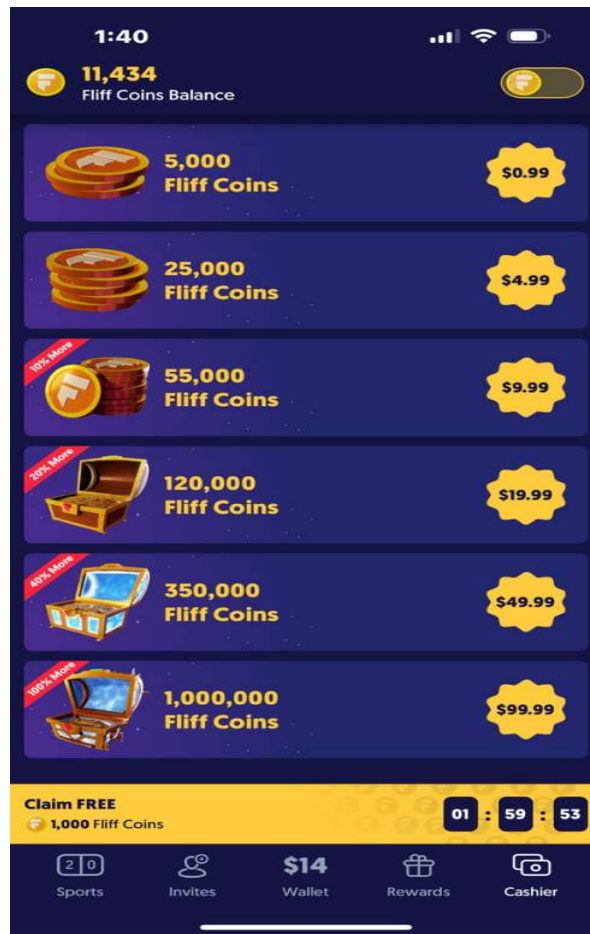 1:40
11,434
Fliff Coins Balance
5,000
Fliff Coins
$0.99
25,000
Fliff Coins
$4.99
10% More
55,000
Fliff Coins
$9.99
20% More
120,000
Fliff Coins
$19.99
40% More
350,000
Fliff Coins
$49.99
100% More
1,000,000
Fliff Coins
$99.99
Claim FREE
1,000 Fliff Coins
01 : 59 : 53
2 0
$14
Sports
Invites
Wallet
Rewards
Cashier